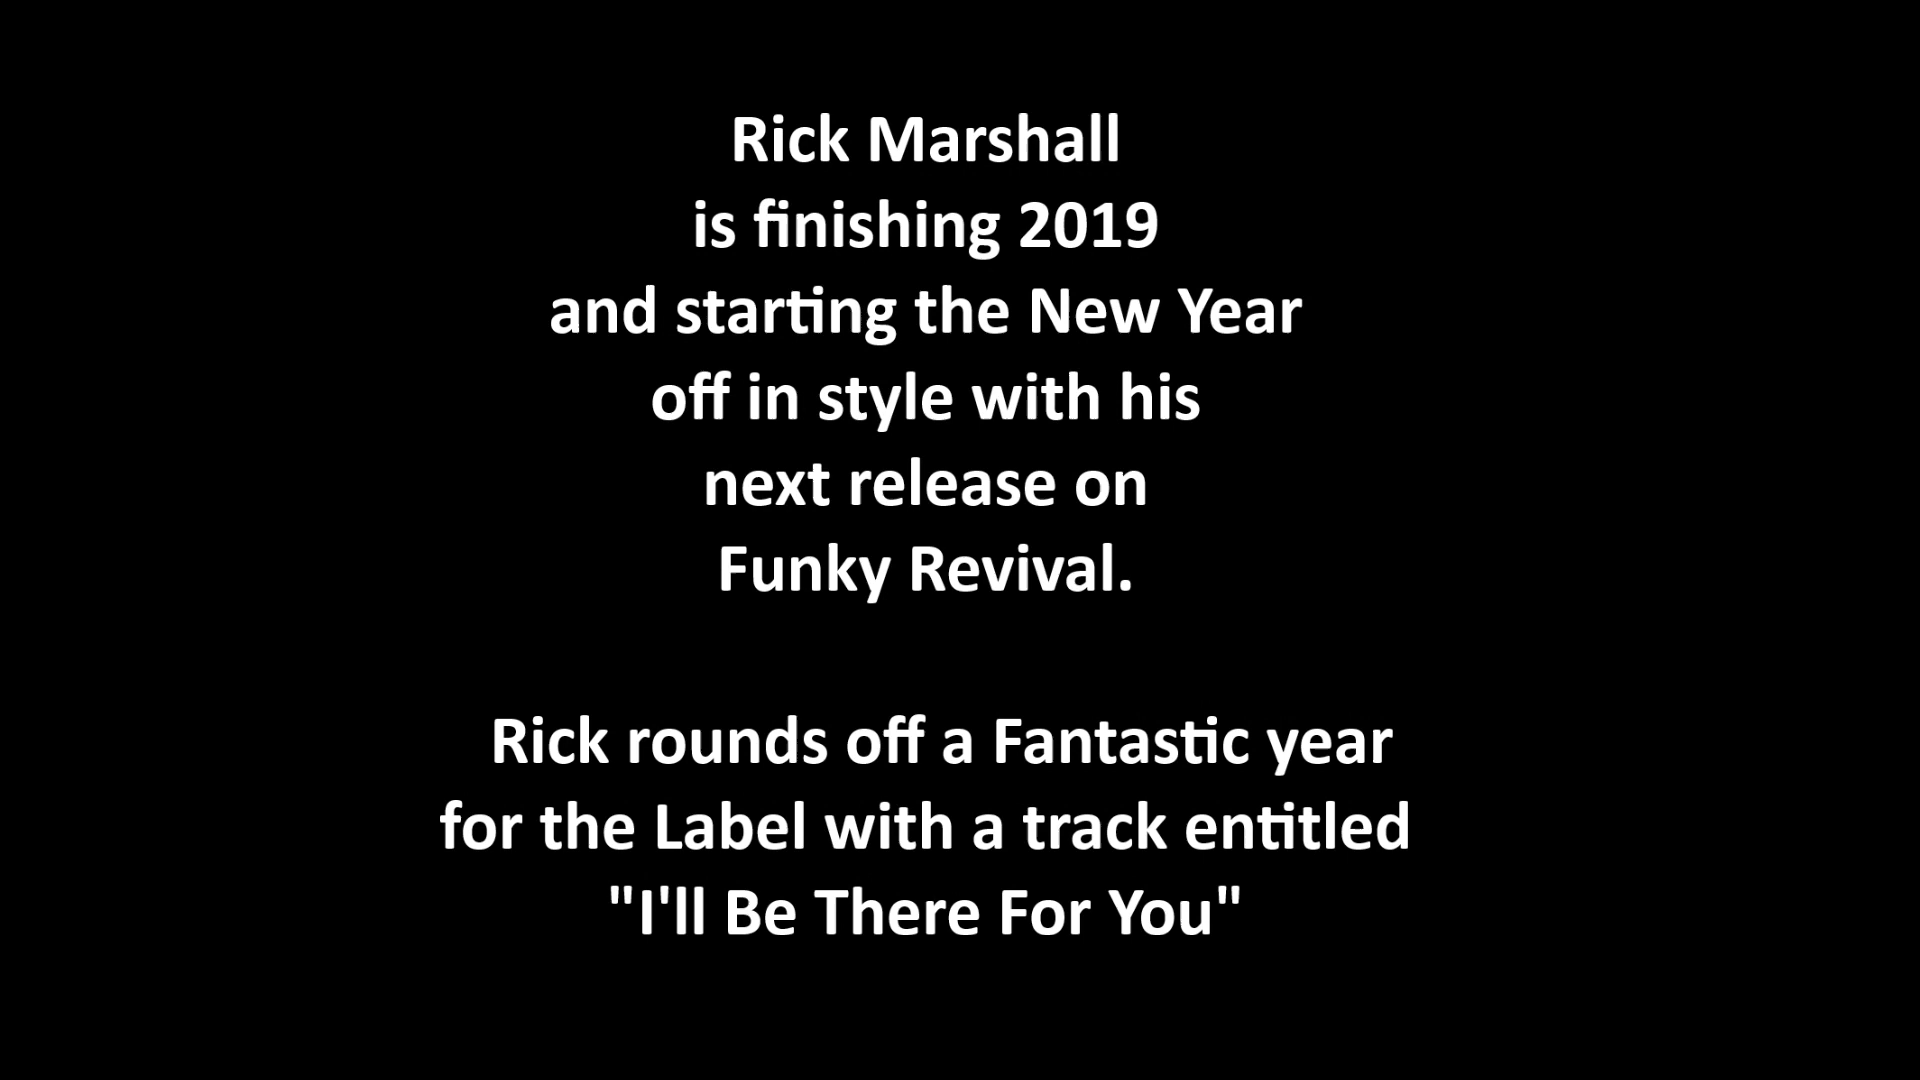 Rick Marshall
is finishing 2019
and starting the New Year
off in style with his
next release on
Funky Revival.
Rick rounds off a Fantastic year
for the Label with a track entitled
"I'll Be There For You"